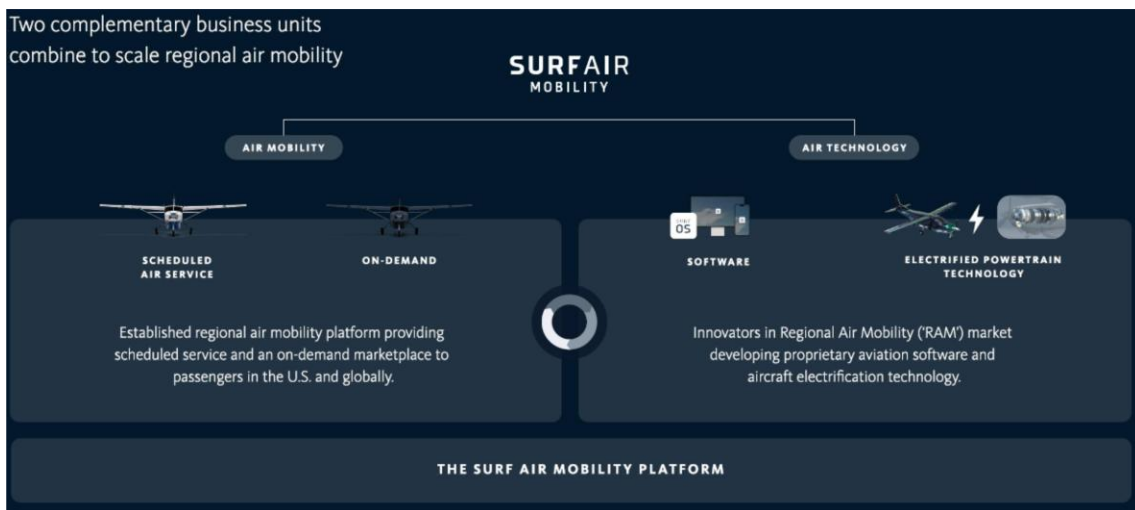 Two complementary business units
combine to scale regional air mobility
SURFAIR
MOBILITY
AIR MOBILITY
AIR TECHNOLOGY
SCHEDULED
AIR SERVICE
ON-DEMAND
SURF
OS
SOFTWARE
ELECTRIFIED POWERTRAIN
TECHNOLOGY
Established regional air mobility platform providing
scheduled service and an on-demand marketplace to
passengers in the U.S. and globally.
Innovators in Regional Air Mobility ('RAM') market
developing proprietary aviation software and
aircraft electrification technology.
THE SURF AIR MOBILITY PLATFORM